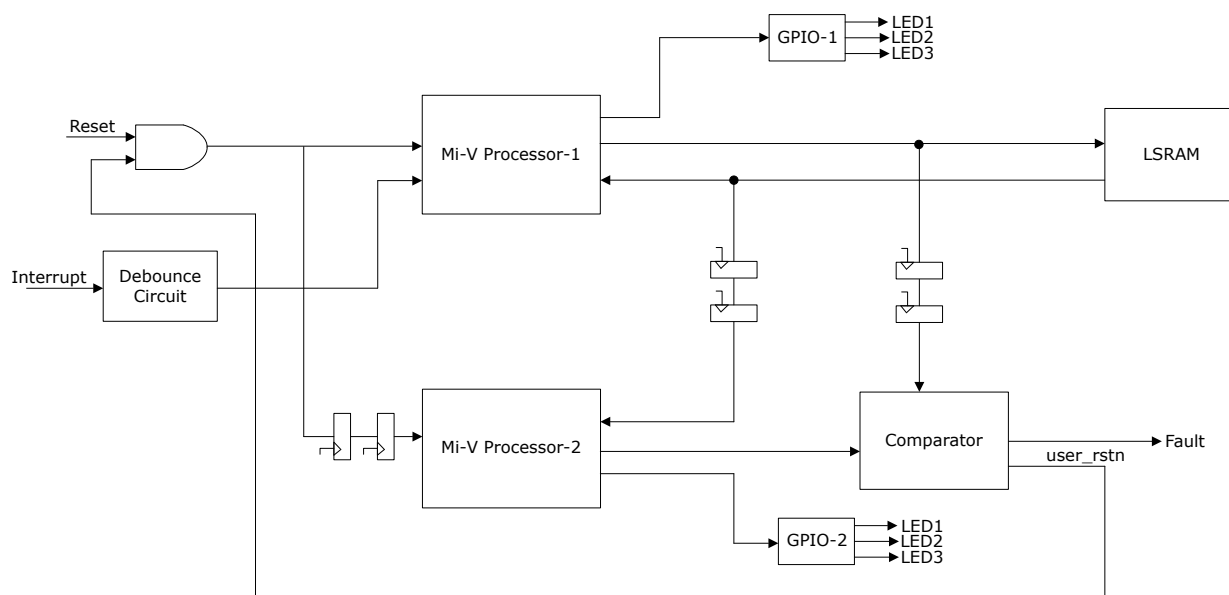 GPIO-1
LED1
LED2
LED3
Reset
Mi-V Processor-1
LSRAM
Interrupt
Debounce
Circuit
Mi-V Processor-2
Comparator
Fault
user_rstn
GPIO-2
LED1
LED2
LED3